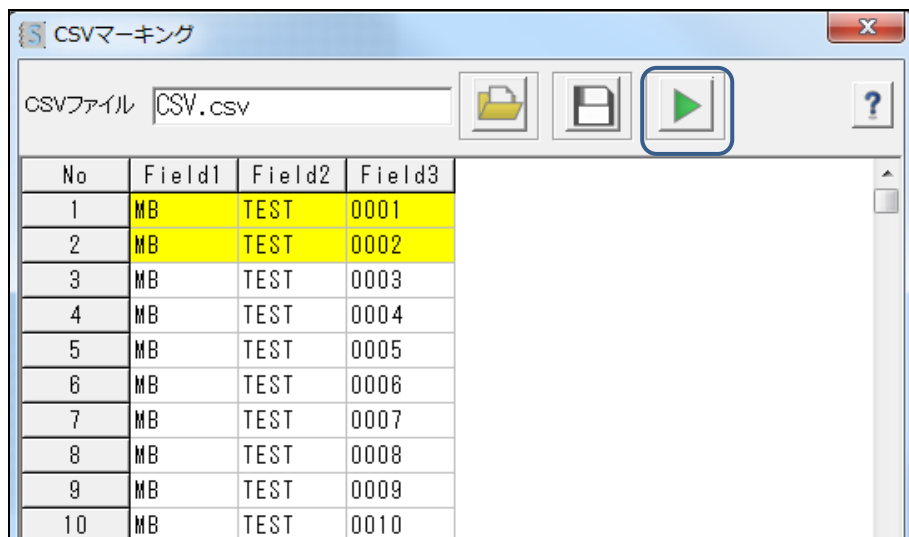 CSVマーキング
CSVファイル CSV.csv
No Field1 Field2 Field3
1 MB TEST 0001
2 MB TEST 0002
3 MB TEST 0003
4 MB TEST 0004
5 MB TEST 0005
6 MB TEST 0006
7 MB TEST 0007
8 MB TEST 0008
9 MB TEST 0009
10 MB TEST 0010